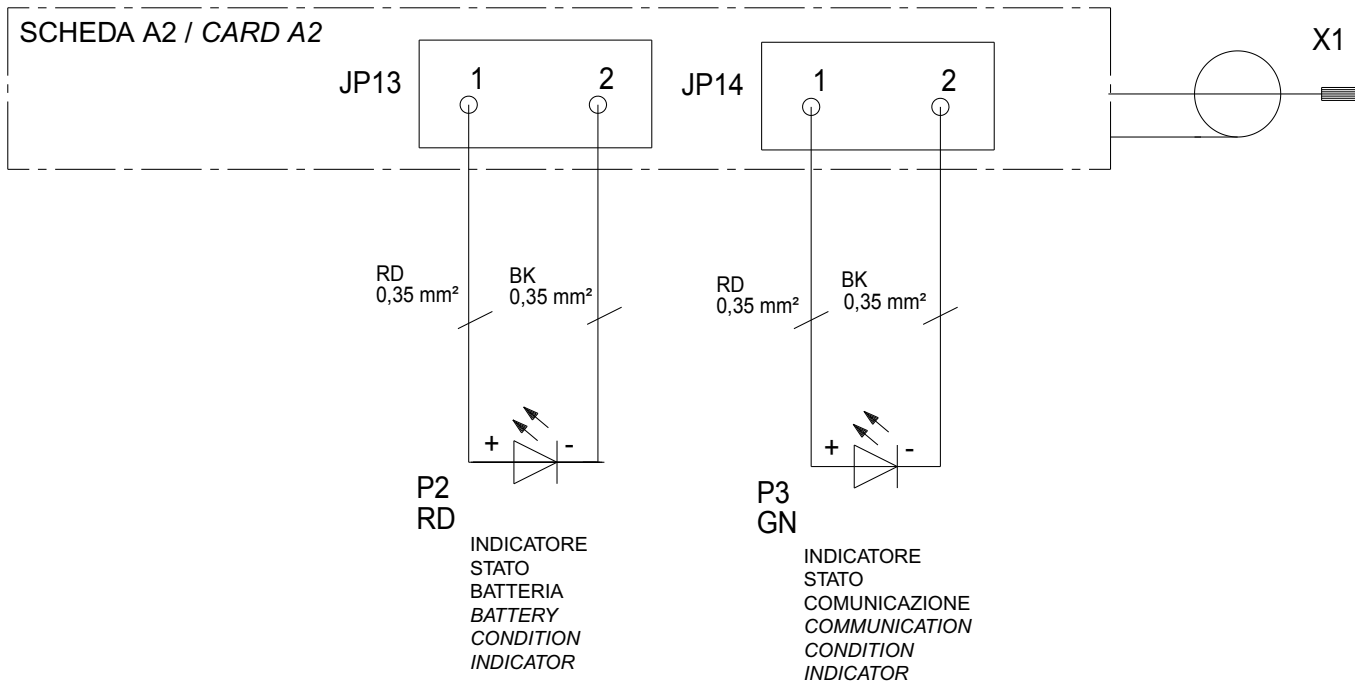 SCHEDA A2 / CARD A2
X1
JP13
1
2
JP14
1
2
RD
0,35 mm²
BK
0,35 mm²
RD
0,35 mm²
BK
0,35 mm²
+
-
+
-
P2
RD
P3
GN
INDICATORE
STATO
BATTERIA
BATTERY
CONDITION
INDICATOR
INDICATORE
STATO
COMUNICAZIONE
COMMUNICATION
CONDITION
INDICATOR